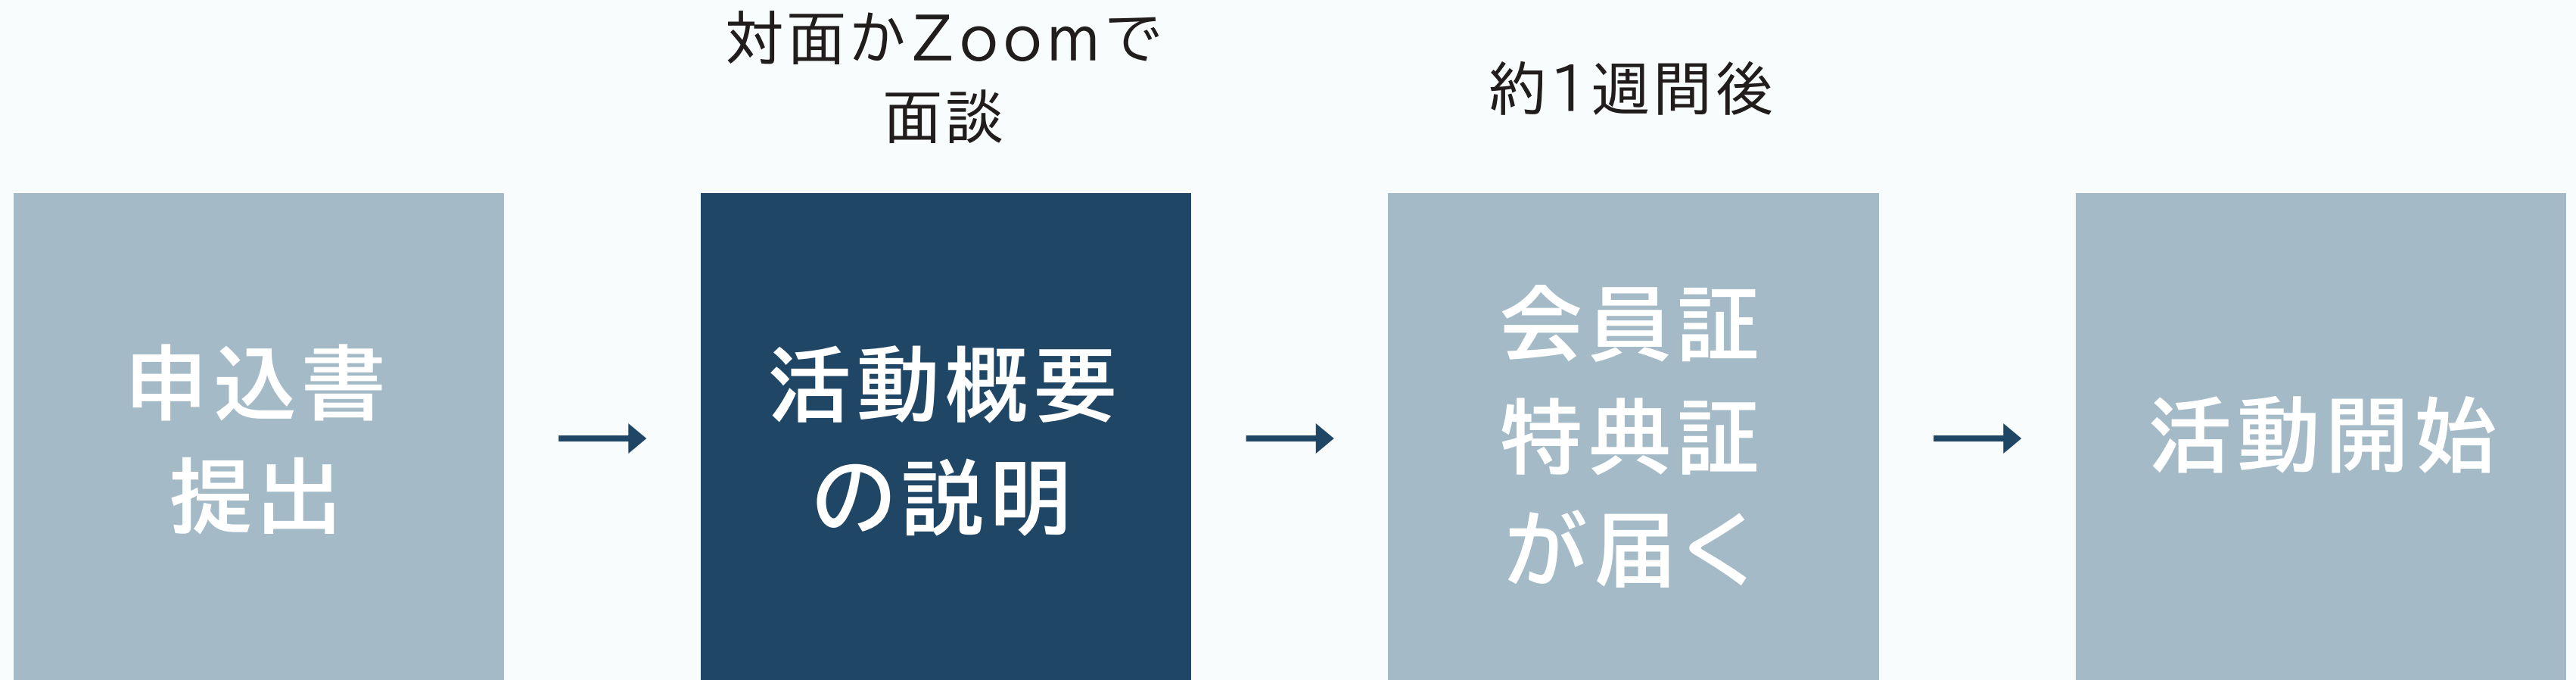 対面かZoomで
面談
約1週間後
申込書
提出
活動概要
の説明
会員証
特典証
が届く
活動開始